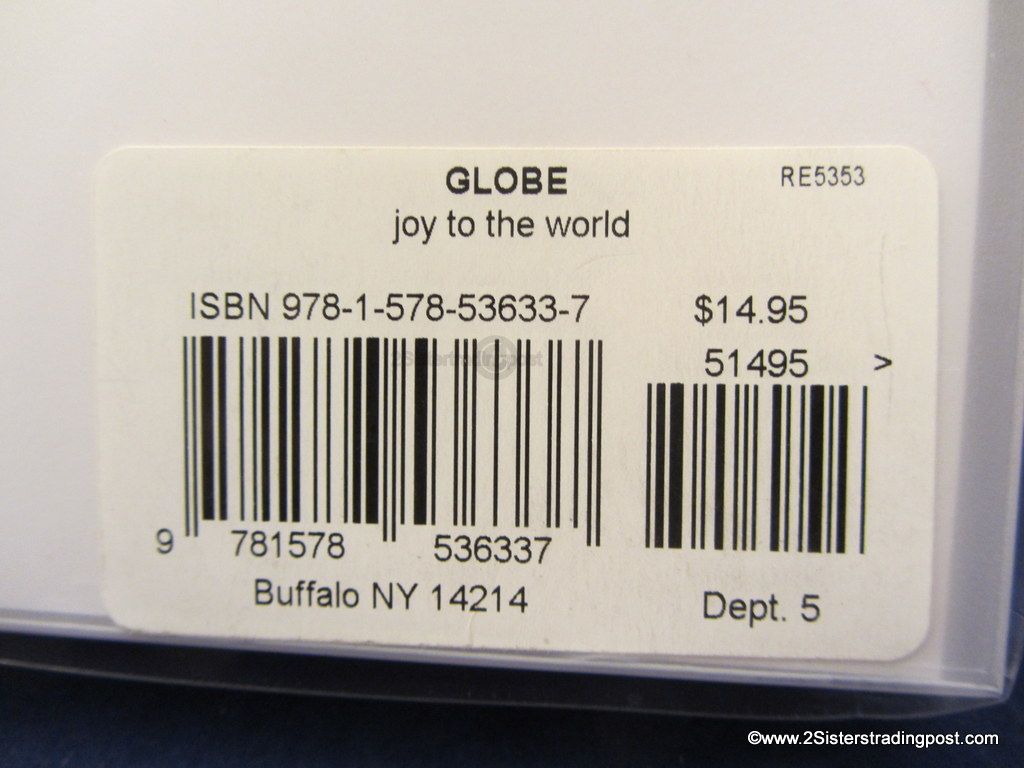 GLOBE
RE5353
joy to the world
ISBN 978-1-578-53633-7
$14.95
51495 >
2Sisterstradingpost
9 781578 536337
Buffalo NY 14214
Dept. 5
©www.2Sisterstradingpost.com